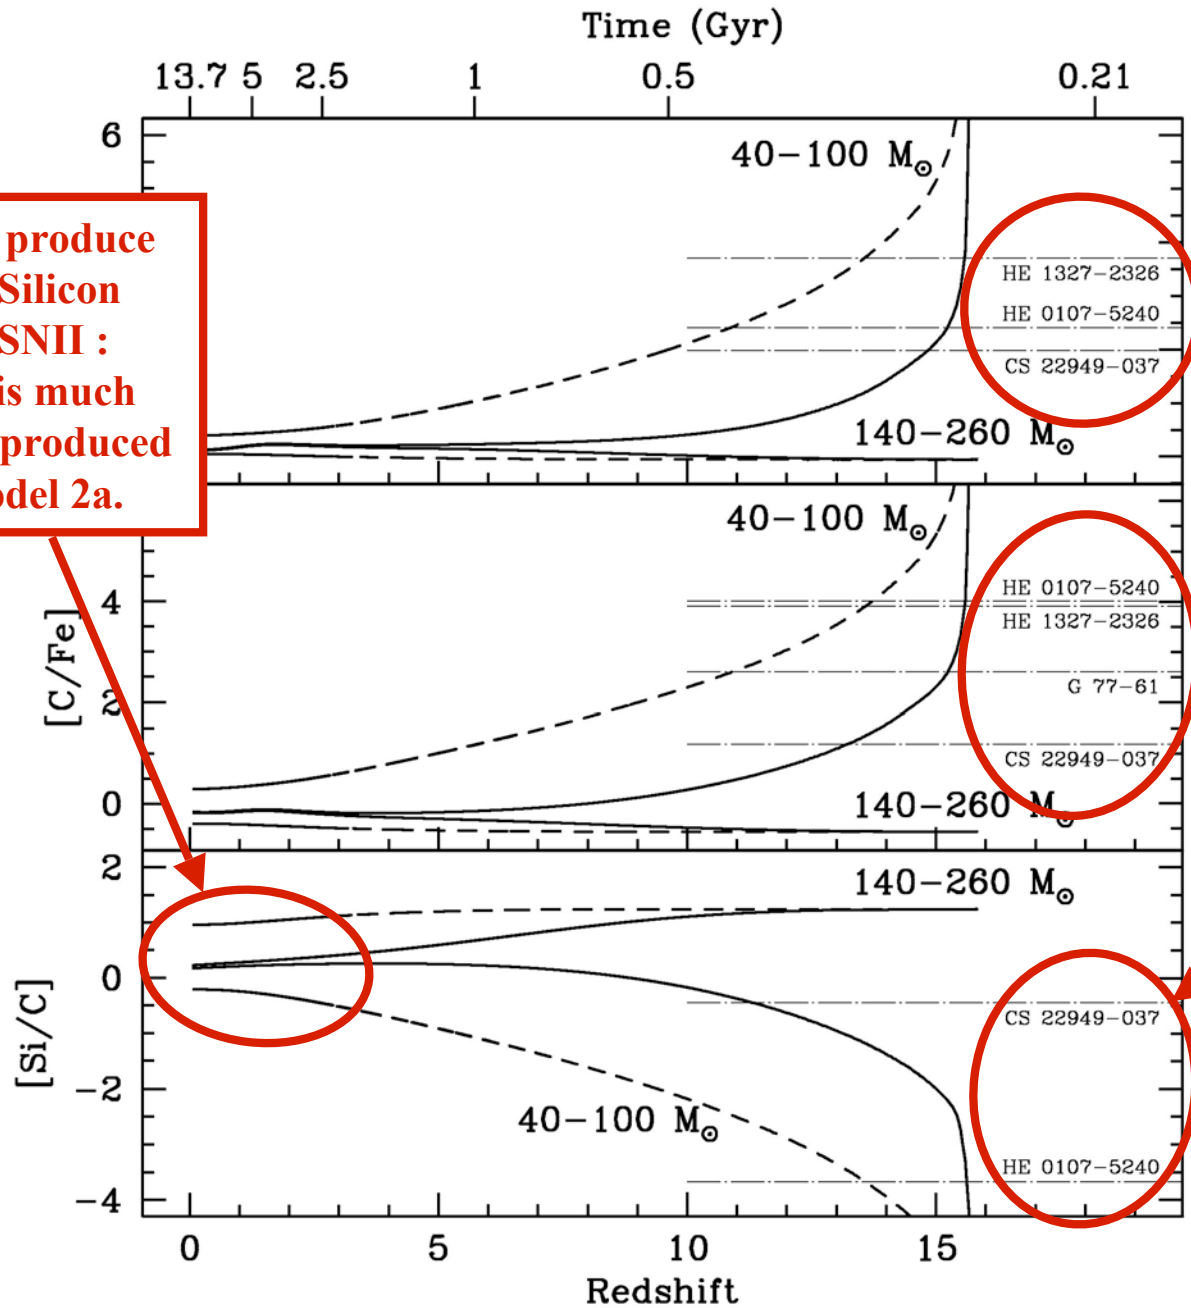 Time (Gyr)
13.7 5 2.5 1 0.5 0.21
6
40-100 M⊙
HE 1327-2326
HE 0107-5240
CS 22949-037
140-260 M⊙
produce
Silicon
SNII :
is much
produced
del 2a.
40-100 M⊙
[C/Fe]
4
2
0
HE 0107-5240
HE 1327-2326
G 77-61
CS 22949-037
140-260 M⊙
[Si/C]
2
0
-2
-4
140-260 M⊙
CS 22949-037
40-100 M⊙
HE 0107-5240
0 5 10 15
Redshift